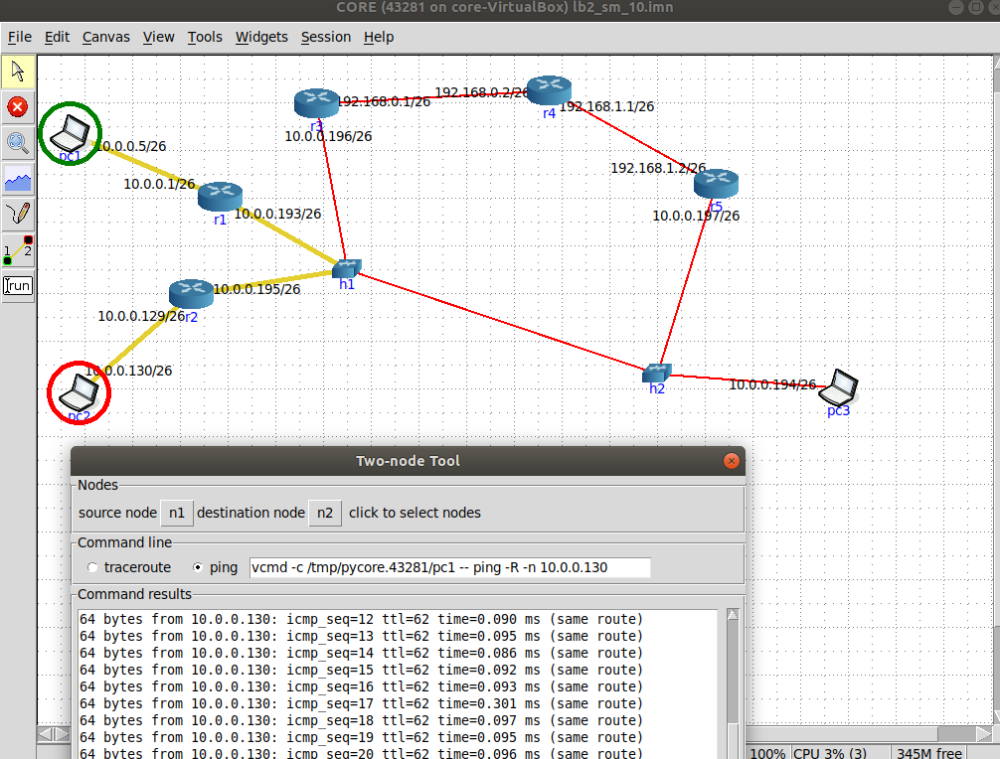 CORE (43281 on core-VirtualBox) lb2_sm_10.imn
File Edit Canvas View Tools Widgets Session Help
192.168.0.1/26
192.168.0.2/26
r4
192.168.1.1/26
r3
10.0.0.196/26
10.0.0.5/26
pc1
192.168.1.2/26
10.0.0.1/26
r5
10.0.0.193/26
10.0.0.197/26
r1
h1
10.0.0.195/26
1
2
run
10.0.0.129/26
r2
10.0.0.130/26
pc2
h2
10.0.0.194/26
pc3
Two-node Tool
Nodes
source node n1 destination node n2 click to select nodes
Command line
traceroute ping vcmd -c /tmp/pycore.43281/pc1 -- ping -R -n 10.0.0.130
Command results
64 bytes from 10.0.0.130: icmp_seq=12 ttl=62 time=0.090 ms (same route)
64 bytes from 10.0.0.130: icmp_seq=13 ttl=62 time=0.095 ms (same route)
64 bytes from 10.0.0.130: icmp_seq=14 ttl=62 time=0.086 ms (same route)
64 bytes from 10.0.0.130: icmp_seq=15 ttl=62 time=0.092 ms (same route)
64 bytes from 10.0.0.130: icmp_seq=16 ttl=62 time=0.093 ms (same route)
64 bytes from 10.0.0.130: icmp_seq=17 ttl=62 time=0.301 ms (same route)
64 bytes from 10.0.0.130: icmp_seq=18 ttl=62 time=0.097 ms (same route)
64 bytes from 10.0.0.130: icmp_seq=19 ttl=62 time=0.095 ms (same route)
64 bytes from 10.0.0.130: icmp_seq=20 ttl=62 time=0.096 ms (same route)
100% CPU 3% (3) 345M free